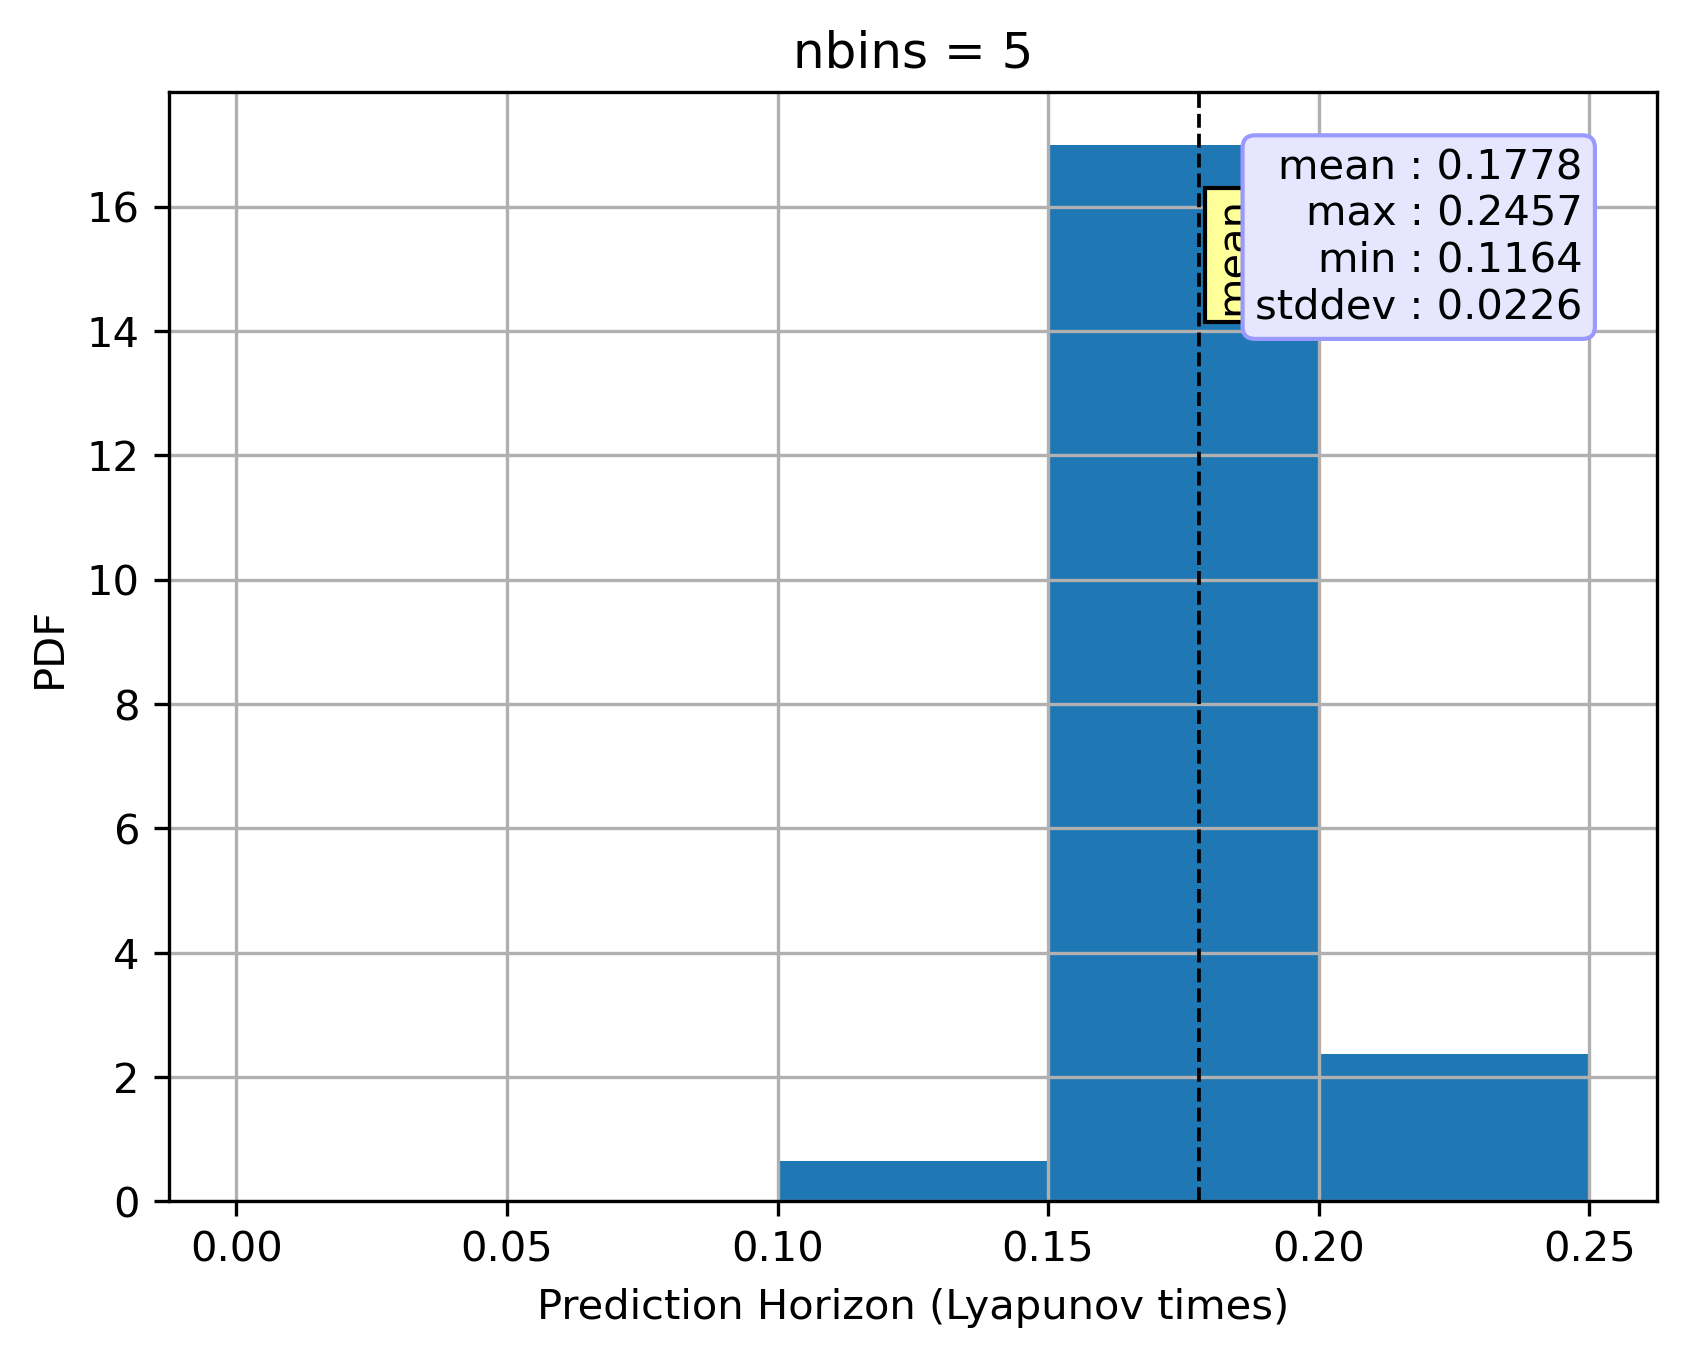 nbins = 5
mean : 0.1778
max : 0.2457
min : 0.1164
stddev : 0.0226
mean
16
14
12
10
8
6
4
2
0
PDF
0.00 0.05 0.10 0.15 0.20 0.25
Prediction Horizon (Lyapunov times)